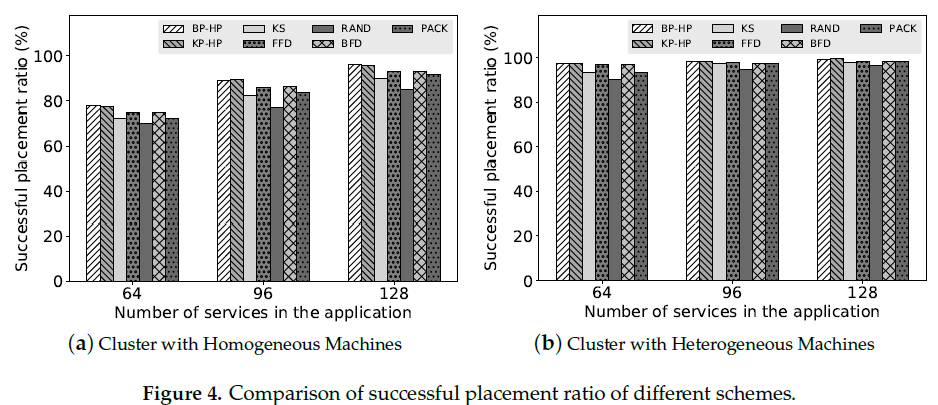 BP-HP KS RAND PACK
KP-HP FFD BFD
100
80
60
40
20
0
Successful placement ratio (%)
64 96 128
Number of services in the application
(a) Cluster with Homogeneous Machines
BP-HP KS RAND PACK
KP-HP FFD BFD
100
80
60
40
20
0
Successful placement ratio (%)
64 96 128
Number of services in the application
(b) Cluster with Heterogeneous Machines
Figure 4. Comparison of successful placement ratio of different schemes.